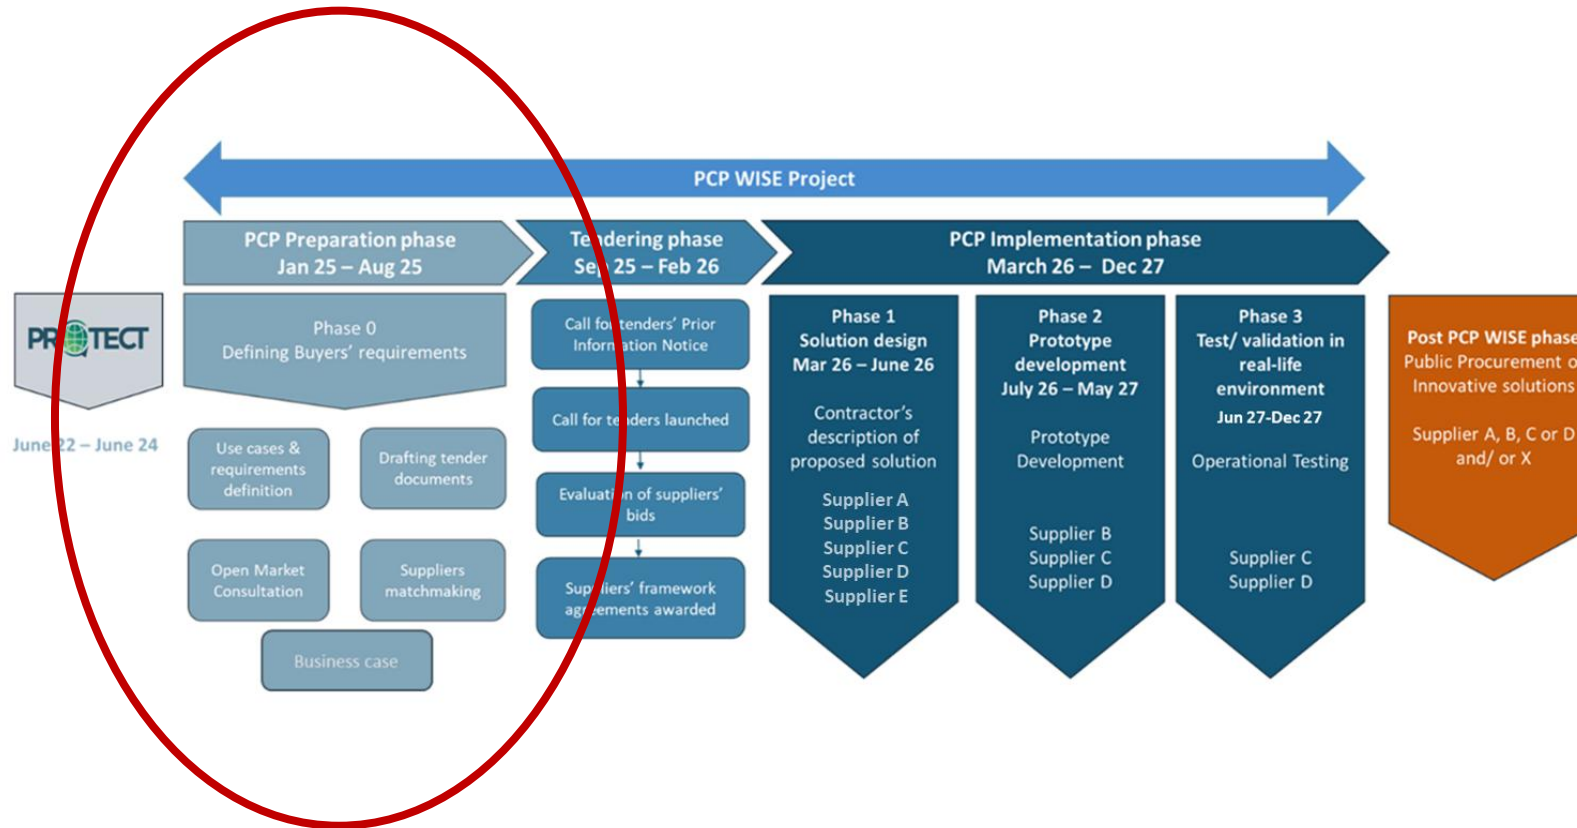 PCP WISE Project
PCP Preparation phase
Jan 25 – Aug 25
Tendering phase
Sep 25 – Feb 26
PCP Implementation phase
March 26 – Dec 27
PROTECT
June 22 – June 24
Phase 0
Defining Buyers' requirements
Use cases &
requirements
definition
Drafting tender
documents
Open Market
Consultation
Suppliers
matchmaking
Business case
Call for tenders' Prior
Information Notice
Call for tenders launched
Evaluation of suppliers'
bids
Suppliers' framework
agreements awarded
Phase 1
Solution design
Mar 26 – June 26
Contractor's
description of
proposed solution
Supplier A
Supplier B
Supplier C
Supplier D
Supplier E
Phase 2
Prototype
development
July 26 – May 27
Prototype
Development
Supplier B
Supplier C
Supplier D
Phase 3
Test/ validation in
real-life
environment
Jun 27-Dec 27
Operational Testing
Supplier C
Supplier D
Post PCP WISE phase
Public Procurement o
Innovative solutions
Supplier A, B, C or D
and/ or X